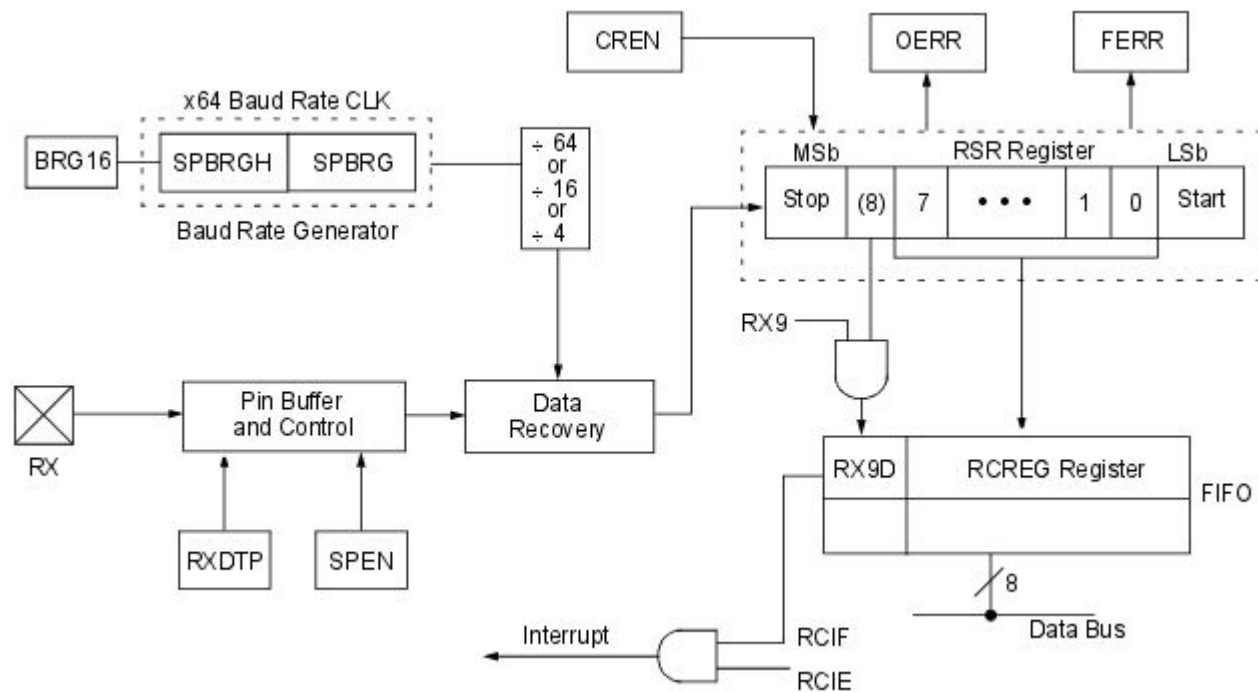 CREN
OERR
FERR
x64 Baud Rate CLK
BRG16
SPBRGH
SPBRG
Baud Rate Generator
÷ 64
or
÷ 16
or
÷ 4
MSb
RSR Register
LSb
Stop
(8)
7
• • •
1
0
Start
RX9
RX
Pin Buffer
and Control
Data
Recovery
RXDTP
SPEN
RX9D
RCREG Register
FIFO
8
Data Bus
Interrupt
RCIF
RCIE